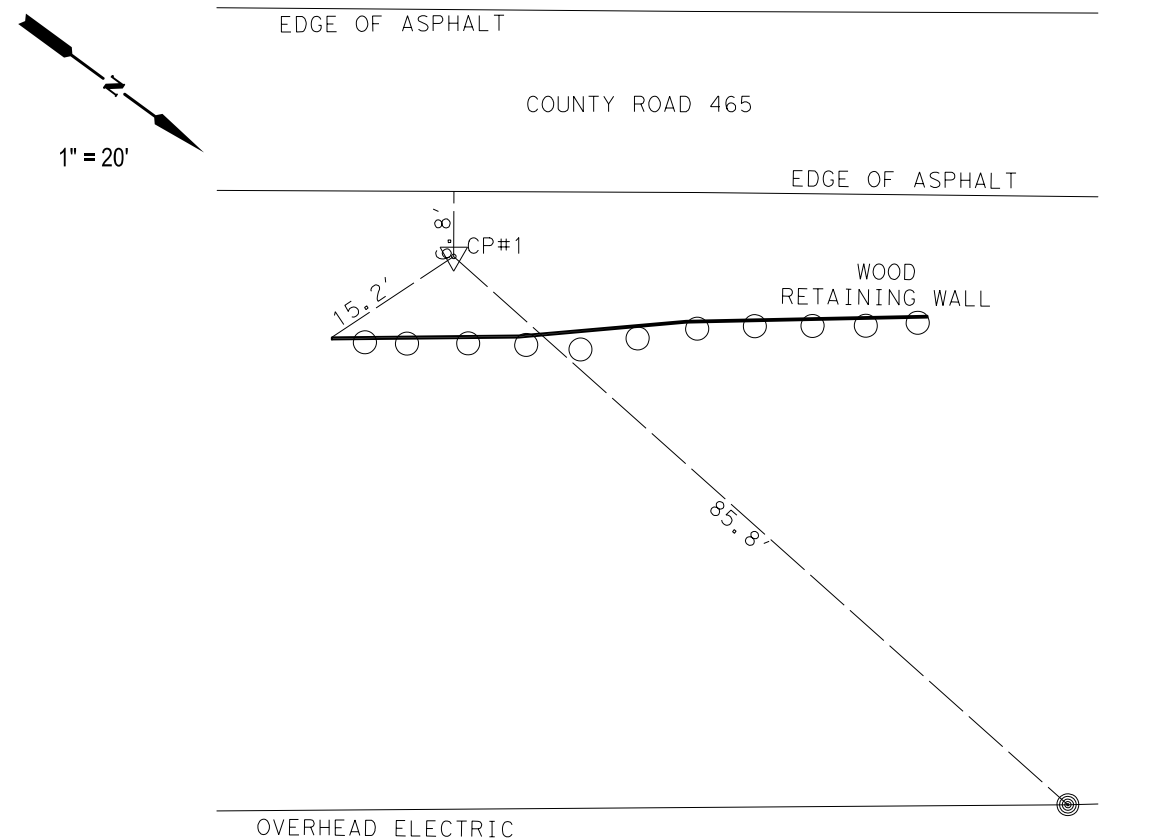 EDGE OF ASPHALT
N
COUNTY ROAD 465
1" = 20'
EDGE OF ASPHALT
6.8'
CP#1
15.2'
WOOD
RETAINING WALL
85.8'
OVERHEAD ELECTRIC